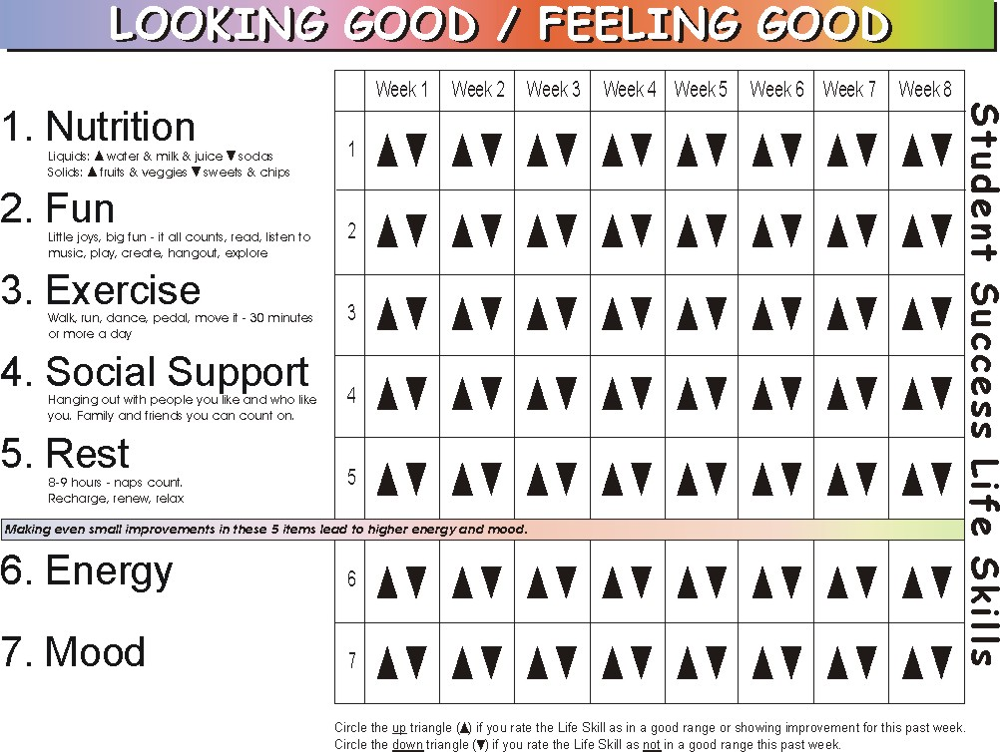 LOOKING GOOD / FEELING GOOD
Week 1 Week 2 Week 3 Week 4 Week 5 Week 6 Week 7 Week 8
1. Nutrition
Liquids: ▲ water & milk & juice ▼ sodas
Solids: ▲ fruits & veggies ▼ sweets & chips
1
2. Fun
Little joys, big fun - it all counts, read, listen to
music, play, create, hangout, explore
2
3. Exercise
Walk, run, dance, pedal, move it - 30 minutes
or more a day
3
4. Social Support
Hanging out with people you like and who like
you. Family and friends you can count on.
4
5. Rest
8-9 hours - naps count.
Recharge, renew, relax
5
Making even small improvements in these 5 items lead to higher energy and mood.
6. Energy
6
7. Mood
7
Circle the up triangle (▲) if you rate the Life Skill as in a good range or showing improvement for this past week.
Circle the down triangle (▼) if you rate the Life Skill as not in a good range this past week.
Student Success Life Skills